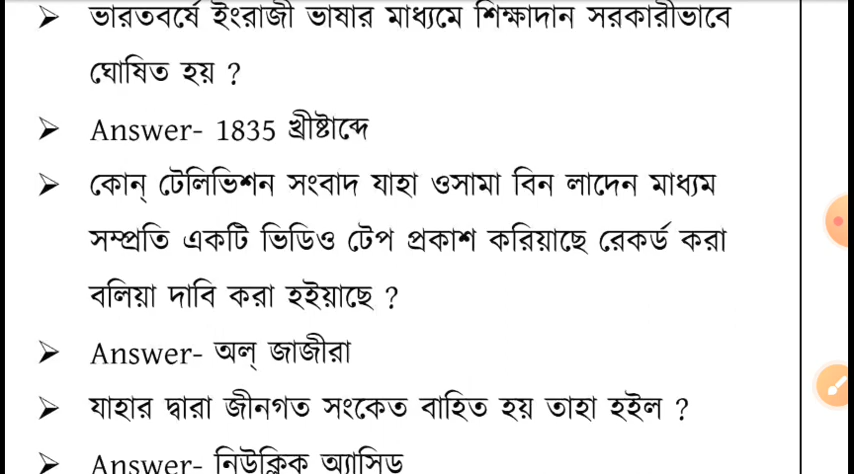 ➤ ভারতবর্ষে ইংরাজী ভাষার মাধ্যমে শিক্ষাদান সরকারীভাবে
ঘোষিত হয় ?
➤ Answer- 1835 খ্রীষ্টাব্দে
➤ কোন্ টেলিভিশন সংবাদ যাহা ওসামা বিন লাদেন মাধ্যম
সম্প্রতি একটি ভিডিও টেপ প্রকাশ করিয়াছে রেকর্ড করা
বলিয়া দাবি করা হইয়াছে ?
➤ Answer- অল্ জাজীরা
➤ যাহার দ্বারা জীনগত সংকেত বাহিত হয় তাহা হইল ?
➤ Answer- নিউক্লিক অ্যাসিড